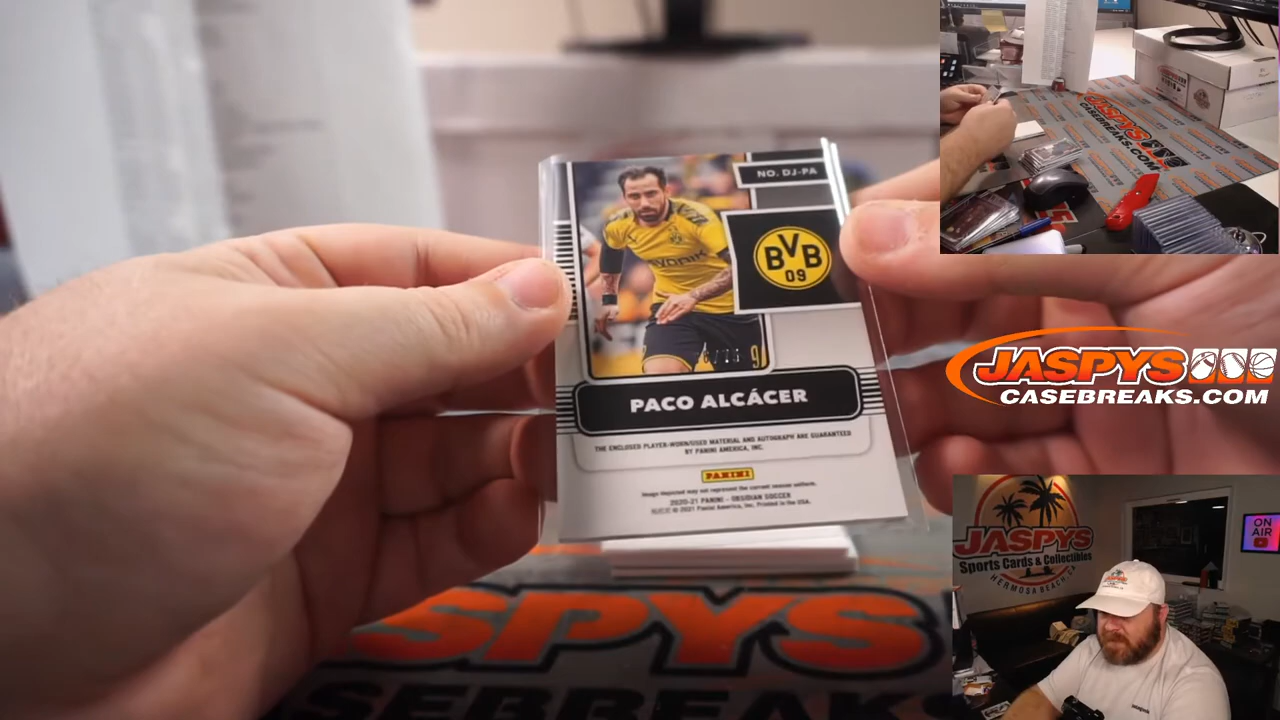 NO. DJ-PA
BVB
09
PACO ALCÁCER
THE ENCLOSED PLAYER-WORN/USED MATERIAL AND AUTOGRAPH ARE GUARANTEED
BY PANINI AMERICA, INC.
PANINI
Image depicted may not represent the current season uniform.
2020-21 PANINI - OBSIDIAN SOCCER
© 2021 Panini America, Inc. Printed in the USA.
SPYS
SEBREAKS
JASPYS
CASEBREAKS.COM
JASPYS
CASEBREAKS.COM
JASPYS
Sports Cards & Collectibles
HERMOSA BEACH, CA
ON
AIR